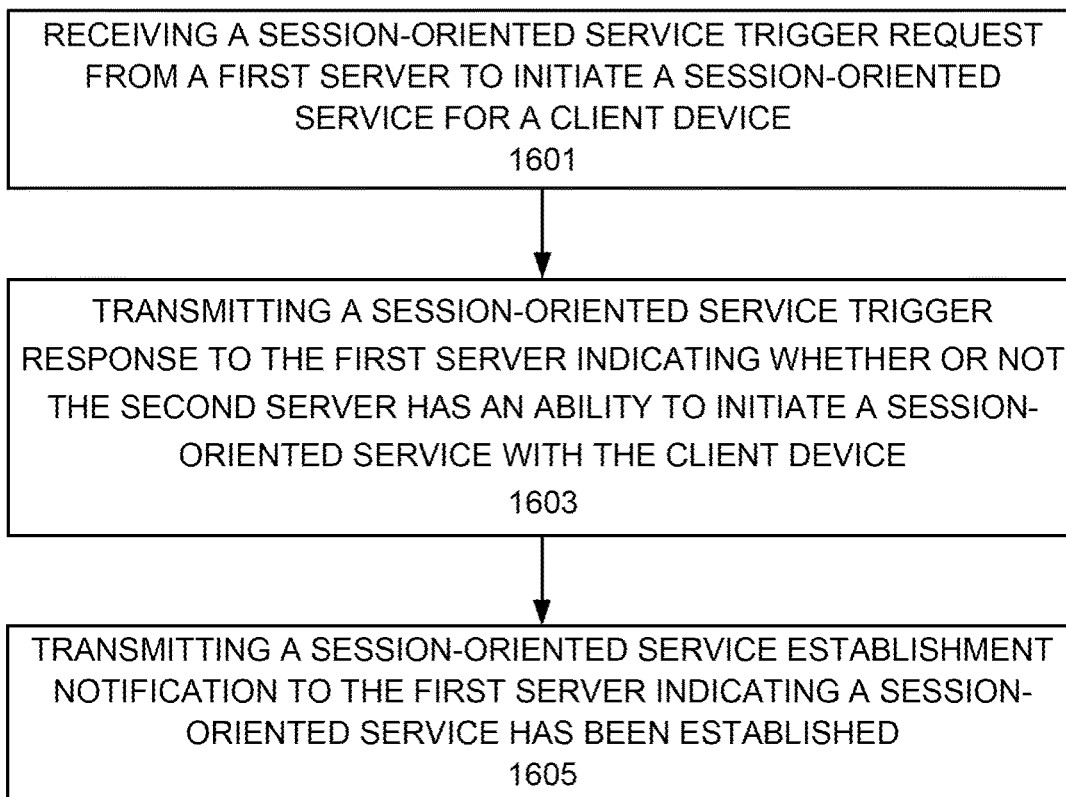 RECEIVING A SESSION-ORIENTED SERVICE TRIGGER REQUEST
FROM A FIRST SERVER TO INITIATE A SESSION-ORIENTED
SERVICE FOR A CLIENT DEVICE
1601
TRANSMITTING A SESSION-ORIENTED SERVICE TRIGGER
RESPONSE TO THE FIRST SERVER INDICATING WHETHER OR NOT
THE SECOND SERVER HAS AN ABILITY TO INITIATE A SESSION-
ORIENTED SERVICE WITH THE CLIENT DEVICE
1603
TRANSMITTING A SESSION-ORIENTED SERVICE ESTABLISHMENT
NOTIFICATION TO THE FIRST SERVER INDICATING A SESSION-
ORIENTED SERVICE HAS BEEN ESTABLISHED
1605